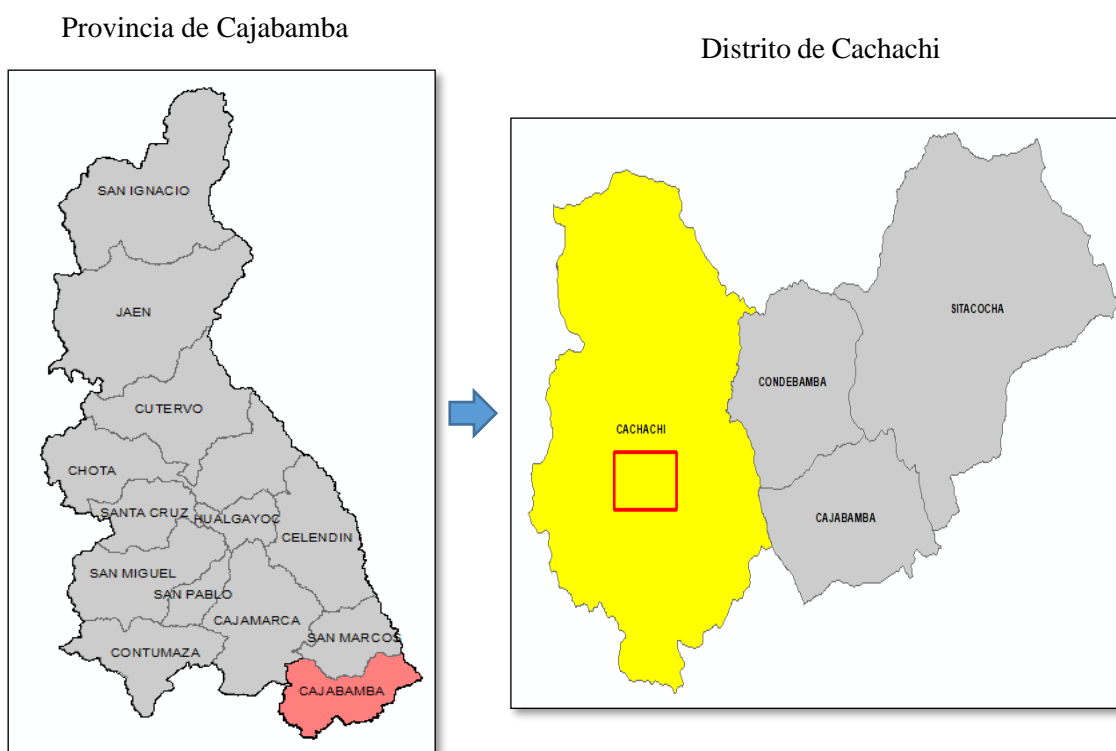 Provincia de Cajabamba
Distrito de Cachachi
SAN IGNACIO
JAEN
CUTERVO
CHOTA
SANTA CRUZ
HUALGAYOC
CELENDIN
SAN MIGUEL
SAN PABLO
CAJAMARCA
SAN MARCOS
CONTUMAZA
CAJABAMBA
SITACOCHA
CONDEBAMBA
CACHACHI
CAJABAMBA